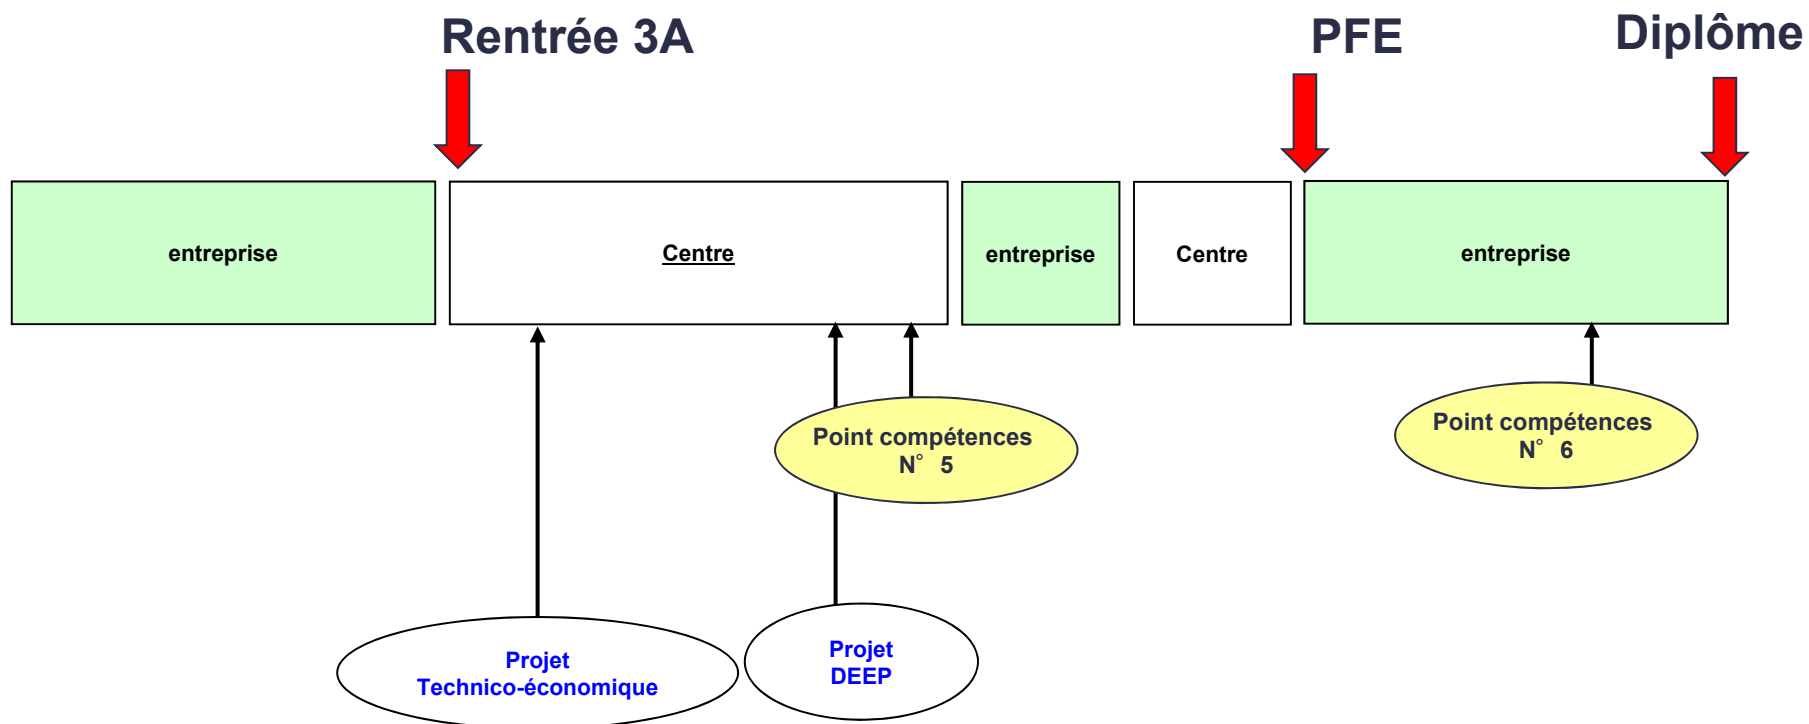 Rentrée 3A
PFE
Diplôme
entreprise
Centre
entreprise
Centre
entreprise
Point compétences
N° 5
Point compétences
N° 6
Projet
Technico-économique
Projet
DEEP